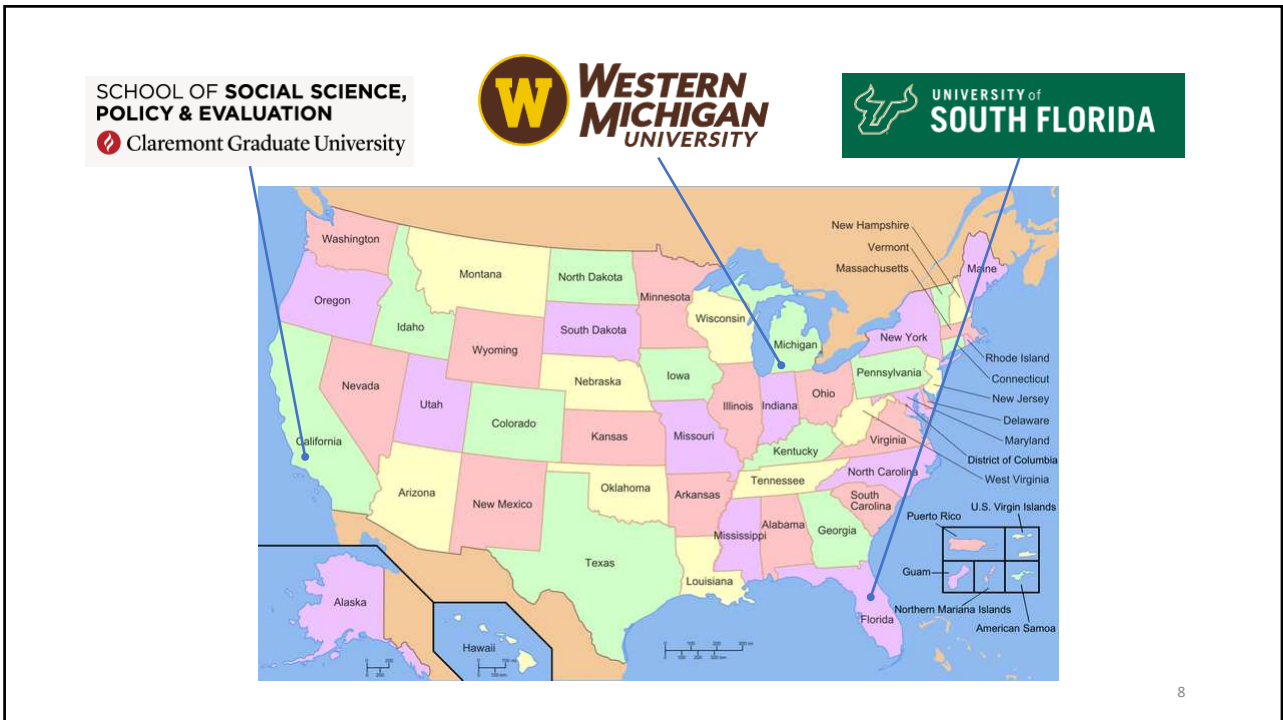 SCHOOL OF SOCIAL SCIENCE,
POLICY & EVALUATION
Claremont Graduate University
W
WESTERN
MICHIGAN
UNIVERSITY
UNIVERSITY of
SOUTH FLORIDA
Washington
Oregon
Idaho
Montana
North Dakota
South Dakota
Minnesota
Wisconsin
Michigan
New Hampshire
Vermont
Massachusetts
Maine
New York
Rhode Island
Connecticut
New Jersey
Delaware
Maryland
District of Columbia
West Virginia
Pennsylvania
Wyoming
Nebraska
Iowa
Nevada
Utah
Colorado
Kansas
Missouri
Illinois
Indiana
Ohio
Kentucky
Virginia
California
Arizona
New Mexico
Oklahoma
Arkansas
Tennessee
North Carolina
South
Carolina
Texas
Louisiana
Mississippi
Alabama
Georgia
Florida
Alaska
Hawaii
Puerto Rico
U.S. Virgin Islands
Guam
Northern Mariana Islands
American Samoa
8